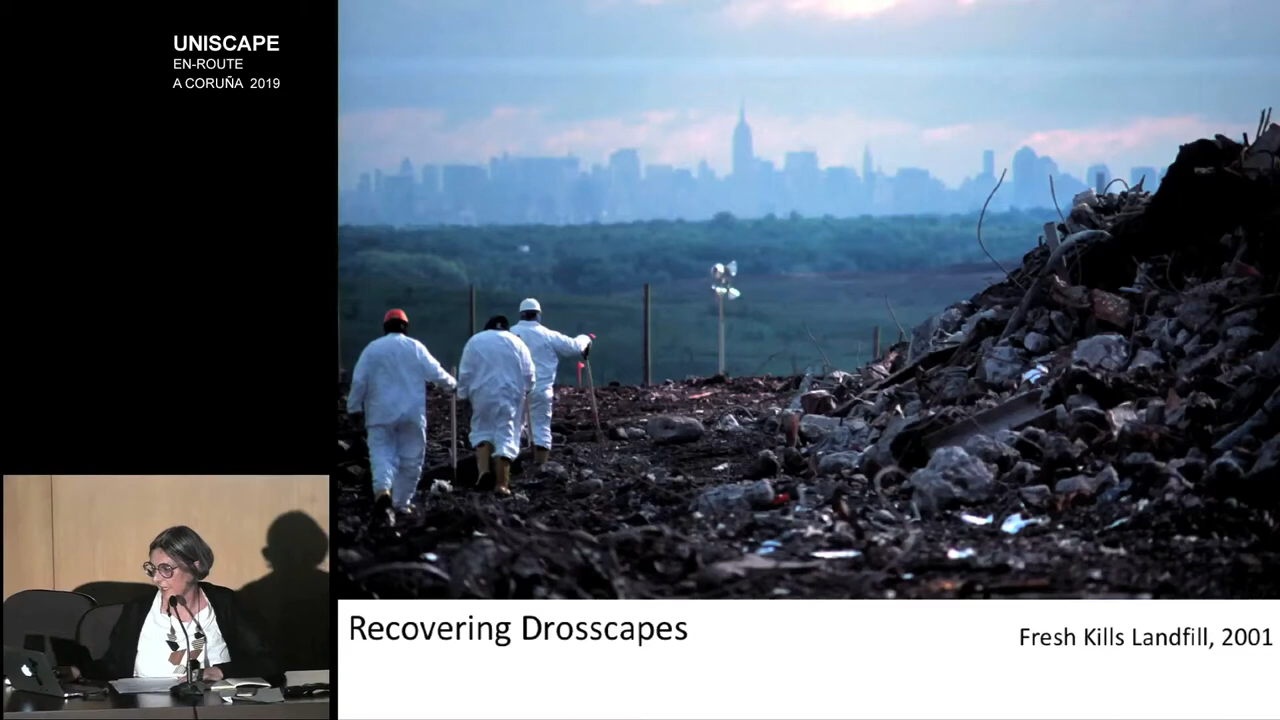 UNISCAPE
EN-ROUTE
A CORUÑA 2019
Recovering Drosscapes
Fresh Kills Landfill, 2001